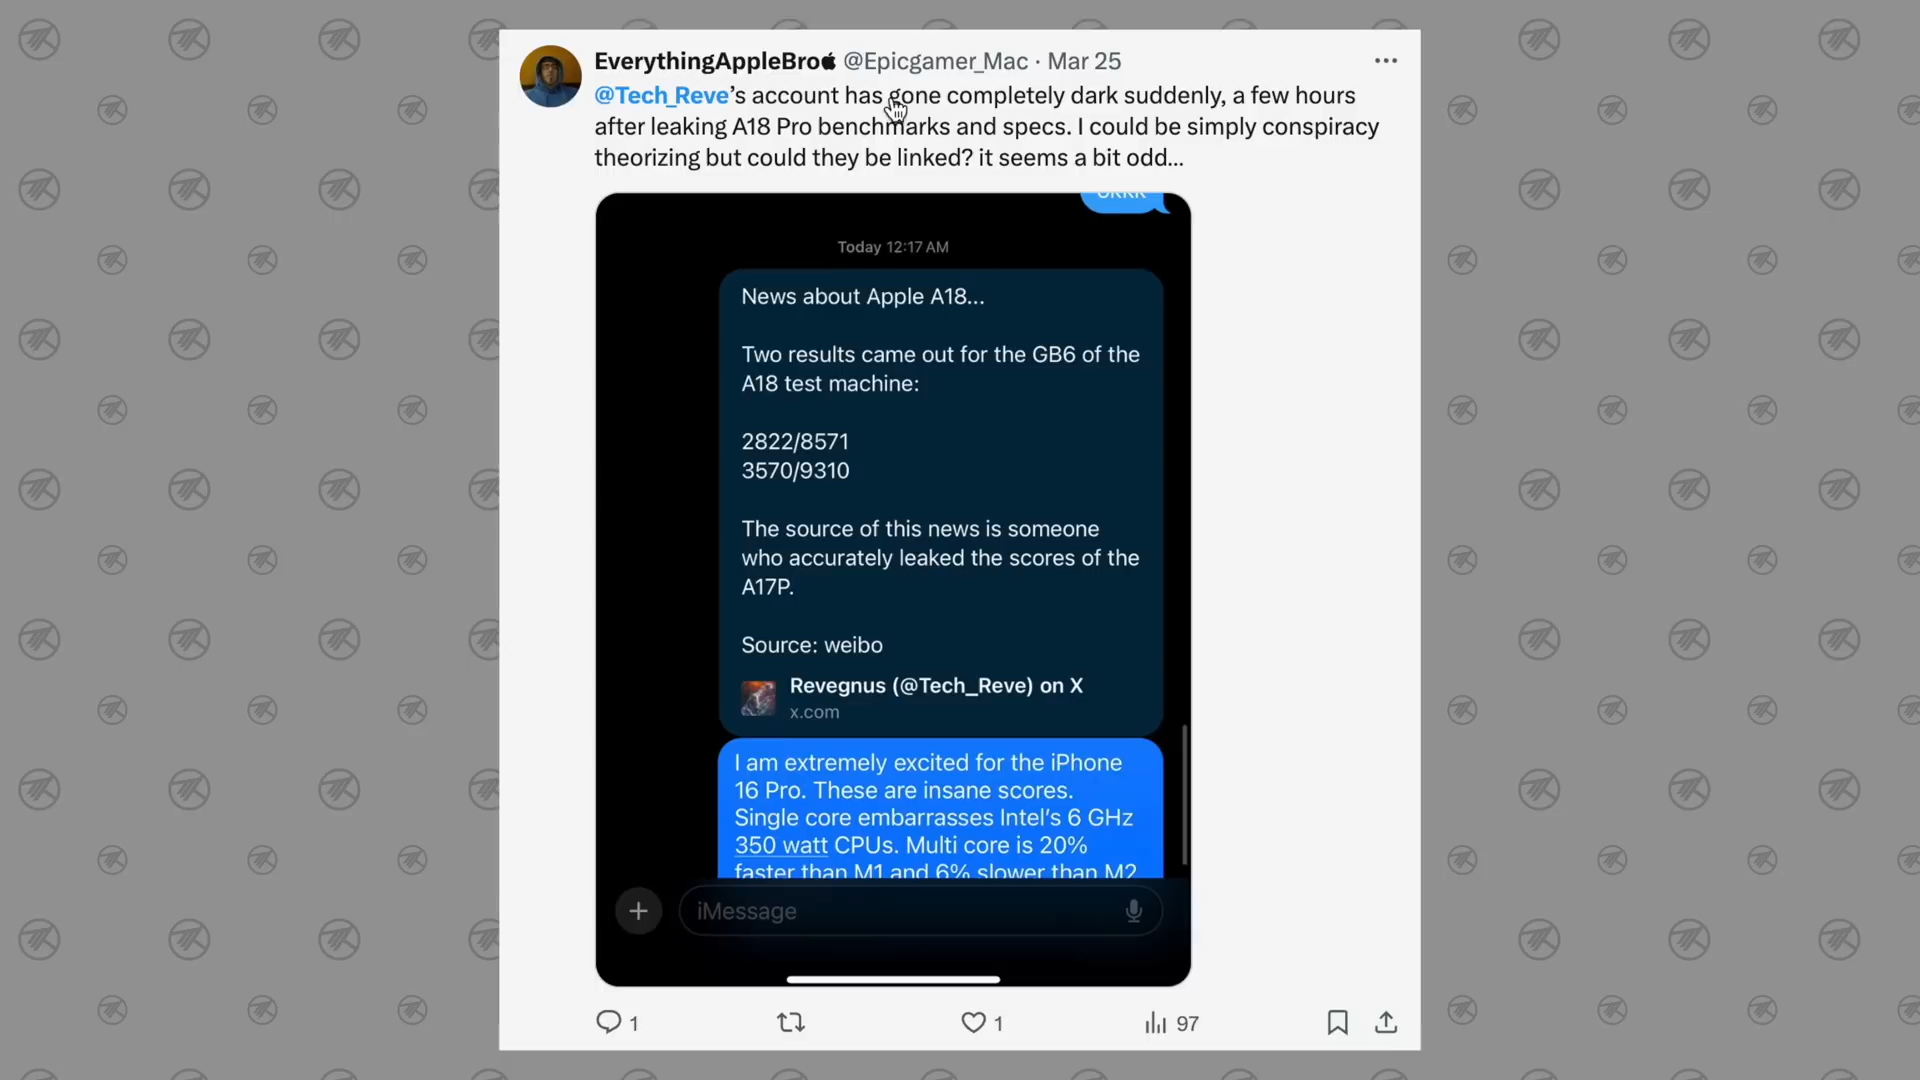 EverythingAppleBro @Epicgamer_Mac · Mar 25
@Tech_Reve's account has gone completely dark suddenly, a few hours
after leaking A18 Pro benchmarks and specs. I could be simply conspiracy
theorizing but could they be linked? it seems a bit odd...
Today 12:17 AM
News about Apple A18...
Two results came out for the GB6 of the
A18 test machine:
2822/8571
3570/9310
The source of this news is someone
who accurately leaked the scores of the
A17P.
Source: weibo
Revegnus (@Tech_Reve) on X
x.com
I am extremely excited for the iPhone
16 Pro. These are insane scores.
Single core embarrasses Intel's 6 GHz
350 watt CPUs. Multi core is 20%
faster than M1 and 6% slower than M2
iMessage
1
1
97